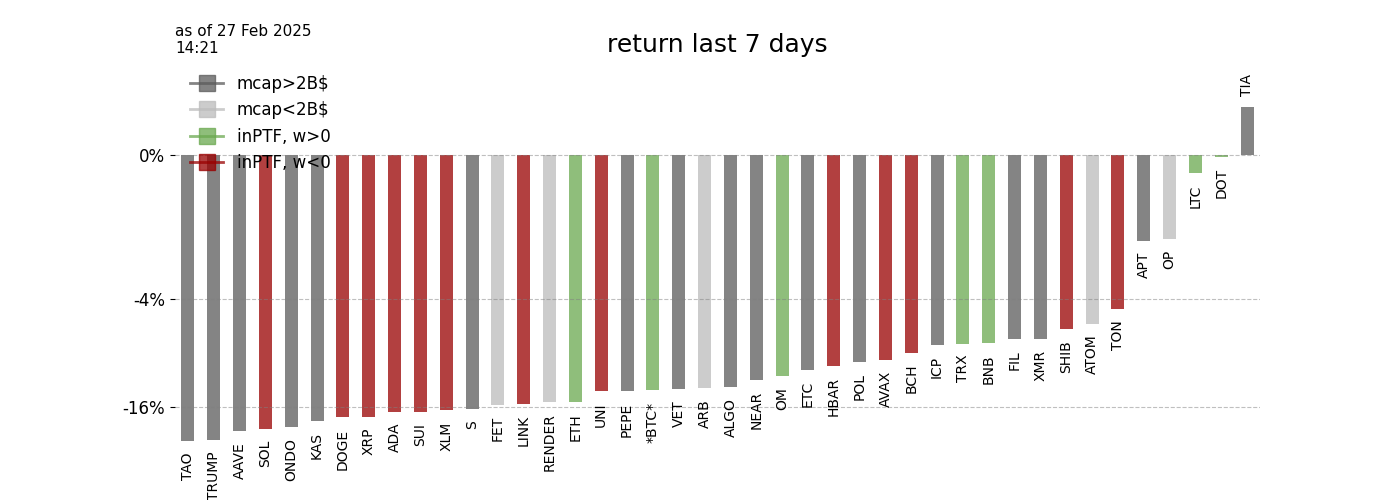 as of 27 Feb 2025
14:21
return last 7 days
mcap>2B$
mcap<2B$
inPTF, w>0
inPTF, w<0
0%
-4%
-16%
TAO
TRUMP
AAVE
SOL
ONDO
KAS
DOGE
XRP
ADA
SUI
XLM
S
FET
LINK
RENDER
ETH
UNI
PEPE
*BTC*
VET
ARB
ALGO
NEAR
OM
ETC
HBAR
POL
AVAX
BCH
ICP
TRX
BNB
FIL
XMR
SHIB
ATOM
TON
APT
OP
LTC
DOT
TIA